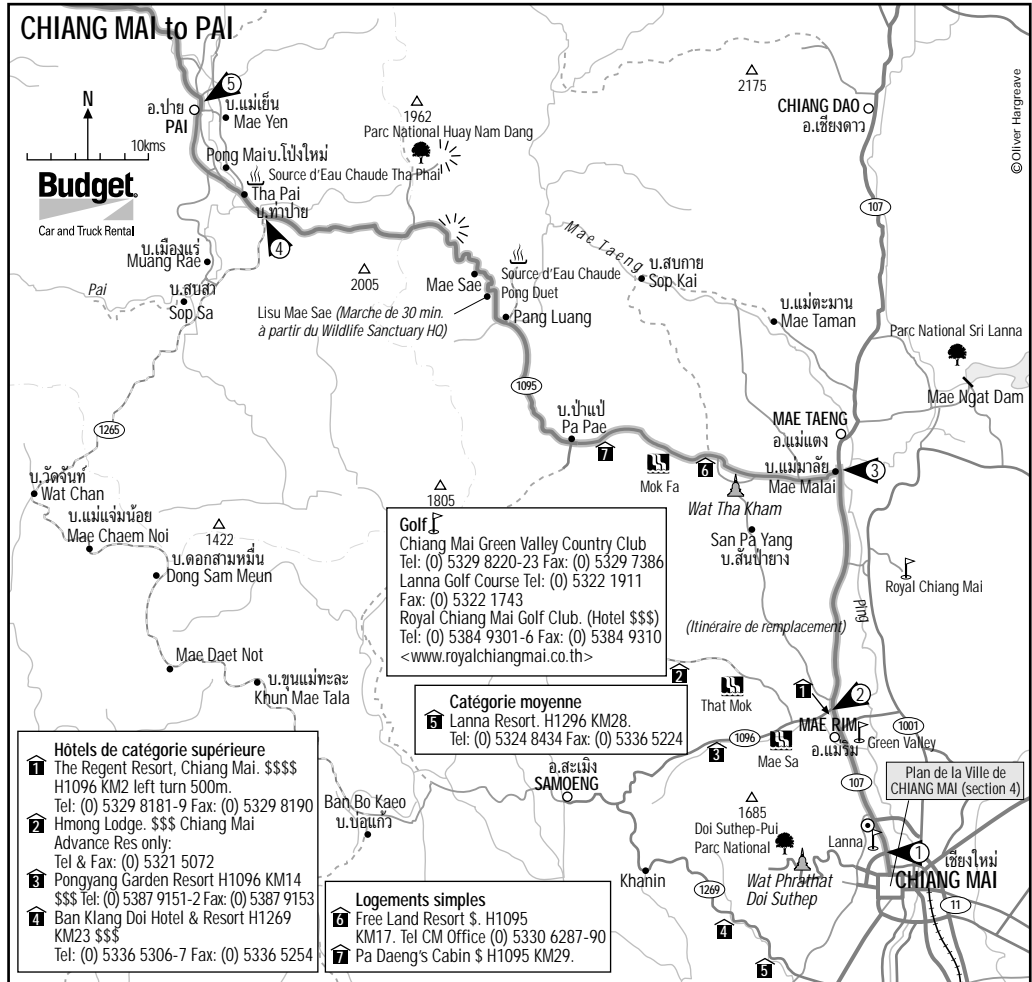 CHIANG MAI to PAI
N
10kms
Budget
Car and Truck Rental
©Oliver Hargreave
5
อ.ปาย
PAI
บ.แม่เย็น
Mae Yen
1962
Parc National Huay Nam Dang
2175
CHIANG DAO
อ.เชียงดาว
107
Pong Mai บ.โป่งใหม่
Source d'Eau Chaude Tha Phai
Tha Pai
บ.ท่าปาย
4
บ.เมืองแร่
Muang Rae
Pai
บ.สบสา
Sop Sa
2005
Mae Sae
Lisu Mae Sae (Marche de 30 min.
à partir du Wildlife Sanctuary HQ)
Source d'Eau Chaude
Pong Duet
Pang Luang
Mae Taeng
บ.สบกาย
Sop Kai
บ.แม่ตะมาน
Mae Taman
Parc National Sri Lanna
Mae Ngat Dam
1095
1265
บ.ป่าแป๋
Pa Pae
7
Mok Fa
6
Wat Tha Kham
MAE TAENG
อ.แม่แตง
บ.แม่มาลัย
Mae Malai
3
บ.วัดจันท์
Wat Chan
บ.แม่แจ่มน้อย
Mae Chaem Noi
1422
บ.ดอกสามหมื่น
Dong Sam Meun
1805
San Pa Yang
บ.สันป่ายาง
Royal Chiang Mai
Ping
(Itinéraire de remplacement)
Golf
Chiang Mai Green Valley Country Club
Tel: (0) 5329 8220-23 Fax: (0) 5329 7386
Lanna Golf Course Tel: (0) 5322 1911
Fax: (0) 5322 1743
Royal Chiang Mai Golf Club. (Hotel $$$)
Tel: (0) 5384 9301-6 Fax: (0) 5384 9310
<www.royalchiangmai.co.th>
Mae Daet Not
บ.ขุนแม่ทะละ
Khun Mae Tala
2
That Mok
1
2
MAE RIM
อ.แม่ริม
1001
Green Valley
Catégorie moyenne
5 Lanna Resort. H1296 KM28.
Tel: (0) 5324 8434 Fax: (0) 5336 5224
3
1096
Mae Sa
107
Plan de la Ville de
CHIANG MAI (section 4)
Hôtels de catégorie supérieure
1 The Regent Resort, Chiang Mai. $$$$
H1096 KM2 left turn 500m.
Tel: (0) 5329 8181-9 Fax: (0) 5329 8190
2 Hmong Lodge. $$$ Chiang Mai
Advance Res only:
Tel & Fax: (0) 5321 5072
3 Pongyang Garden Resort H1096 KM14
$$$ Tel: (0) 5387 9151-2 Fax: (0) 5387 9153
4 Ban Klang Doi Hotel & Resort H1269
KM23 $$$
Tel: (0) 5336 5306-7 Fax: (0) 5336 5254
อ.สะเมิง
SAMOENG
Ban Bo Kaeo
บ.บ่อแก้ว
1685
Doi Suthep-Pui
Parc National
Lanna
1
Wat Phrathat
Doi Suthep
เชียงใหม่
CHIANG MAI
11
Khanin
1269
4
5
Logements simples
6 Free Land Resort $. H1095
KM17. Tel CM Office (0) 5330 6287-90
7 Pa Daeng's Cabin $ H1095 KM29.